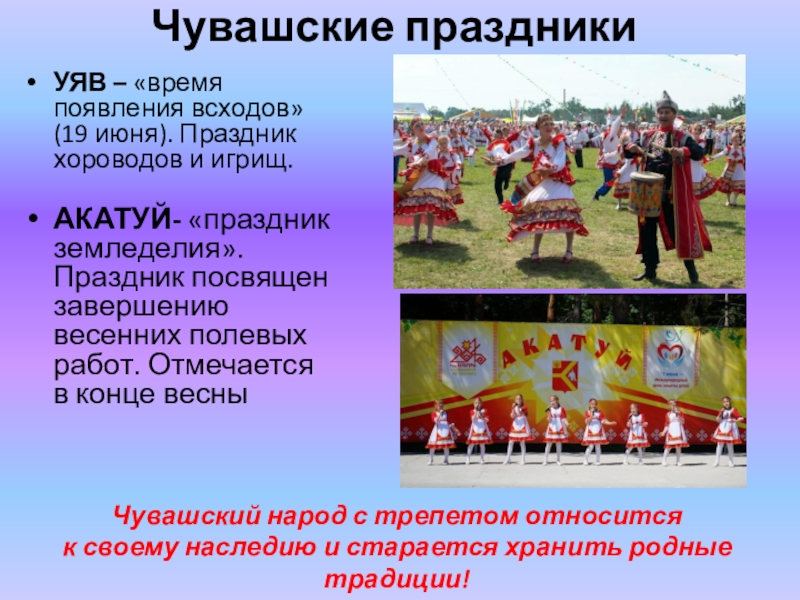 Чувашские праздники
• УЯВ – «время
появления всходов»
(19 июня). Праздник
хороводов и игрищ.
• АКАТУЙ- «праздник
земледелия».
Праздник посвящен
завершению
весенних полевых
работ. Отмечается
в конце весны
АКАТУЙ
Чувашский народ с трепетом относится
к своему наследию и старается хранить родные
традиции!